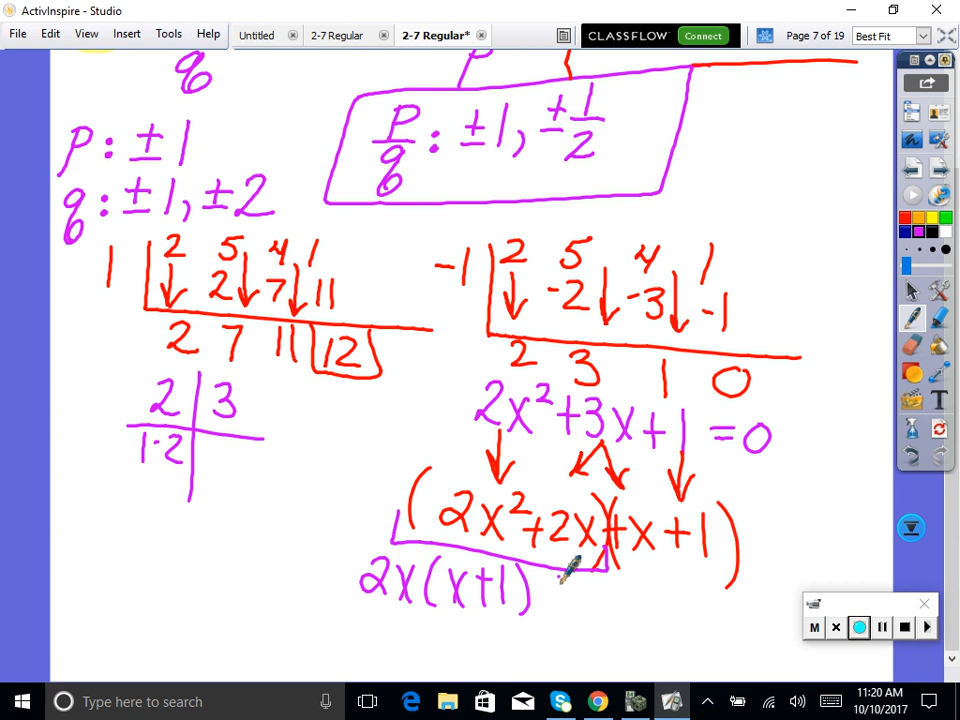 ActivInspire - Studio
File Edit View Insert Tools Help Untitled 2-7 Regular 2-7 Regular* CLASSFLOW Connect Page 7 of 19 Best Fit
q
p
p/q : ±1, ±1/2
p : ±1
q : ±1, ±2
1 2 5 4 1
2 7 11
2 7 11 12
-1 2 5 4 1
-2 -3 -1
2 3 1 0
2 3
1·2
2x² + 3x + 1 = 0
(2x² + 2x)(+x + 1)
2x(x+1)
M
T
Type here to search
11:20 AM
10/10/2017